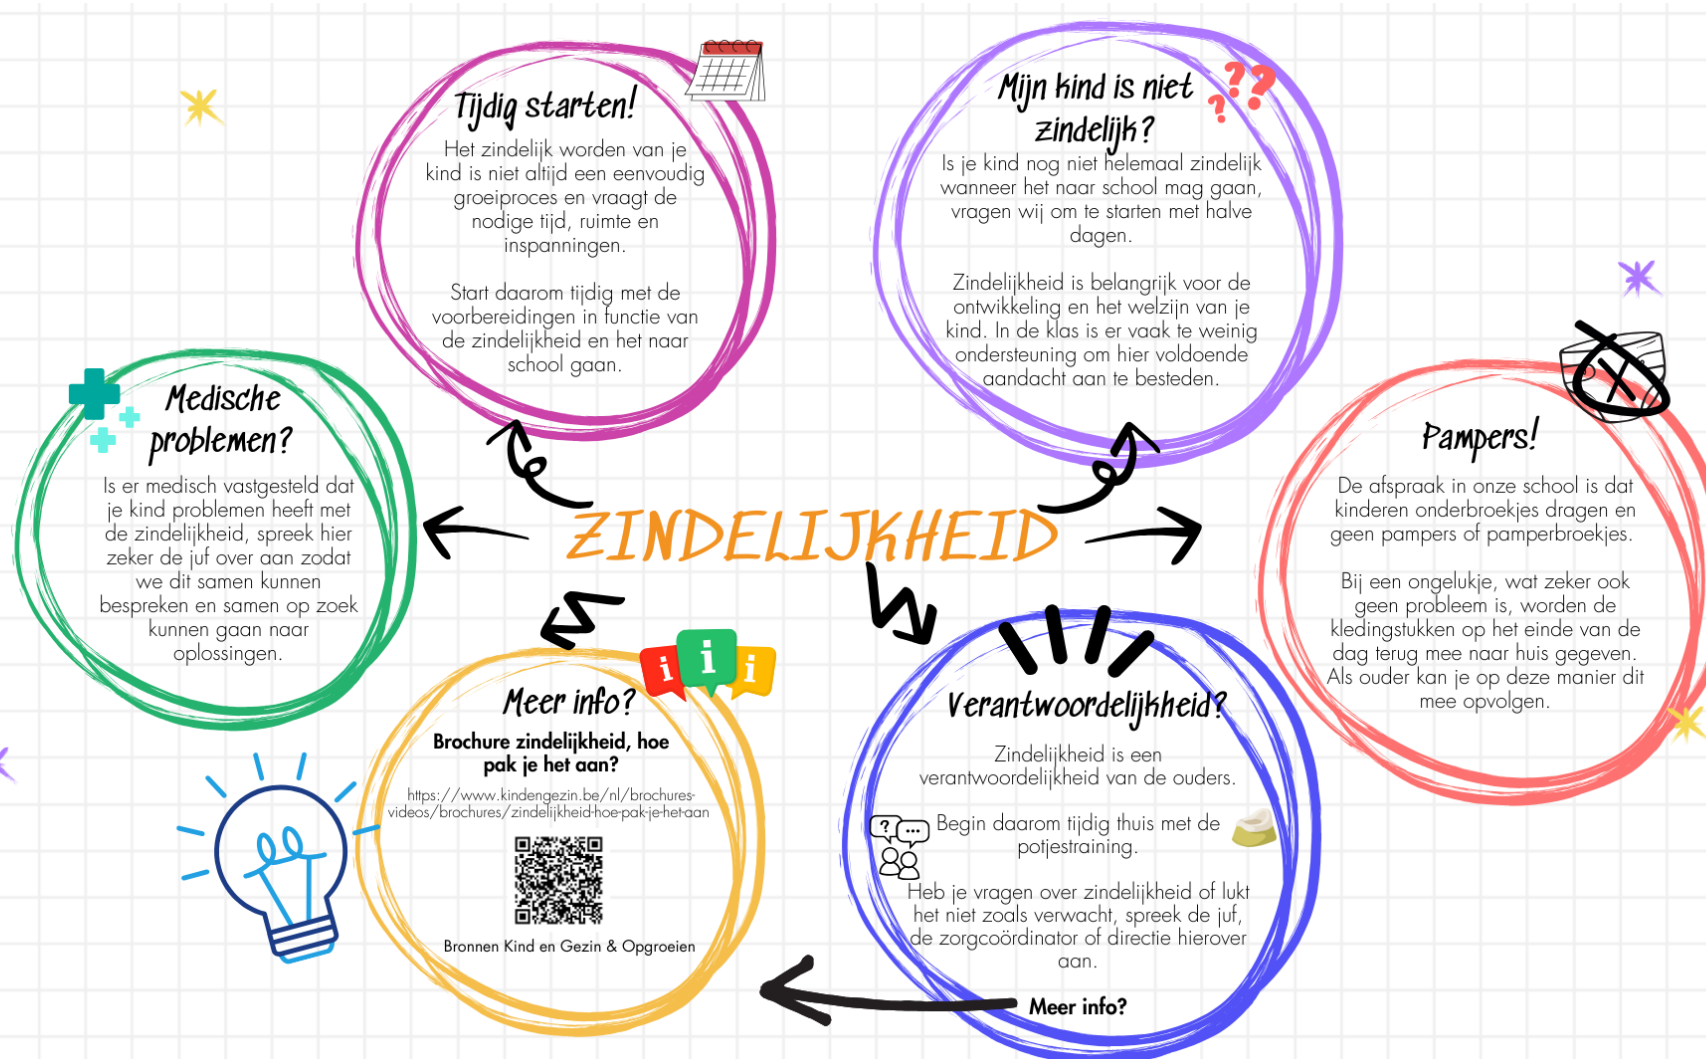 Tijdig starten!
Het zindelijk worden van je
kind is niet altijd een eenvoudig
groeiproces en vraagt de
nodige tijd, ruimte en
inspanningen.
Start daarom tijdig met de
voorbereidingen in functie van
de zindelijkheid en het naar
school gaan.
Mijn kind is niet
zindelijk?
???
Is je kind nog niet helemaal zindelijk
wanneer het naar school mag gaan,
vragen wij om te starten met halve
dagen.
Zindelijkheid is belangrijk voor de
ontwikkeling en het welzijn van je
kind. In de klas is er vaak te weinig
ondersteuning om hier voldoende
aandacht aan te besteden.
Medische
problemen?
Is er medisch vastgesteld dat
je kind problemen heeft met
de zindelijkheid, spreek hier
zeker de juf over aan zodat
we dit samen kunnen
bespreken en samen op zoek
kunnen gaan naar
oplossingen.
ZINDELIJKHEID
Pampers!
De afspraak in onze school is dat
kinderen onderbroekjes dragen en
geen pampers of pamperbroekjes.
Bij een ongelukje, wat zeker ook
geen probleem is, worden de
kledingstukken op het einde van de
dag terug mee naar huis gegeven.
Als ouder kan je op deze manier dit
mee opvolgen.
i i i
Meer info?
Brochure zindelijkheid, hoe
pak je het aan?
https://www.kindengezin.be/nl/brochures-
videos/brochures/zindelijkheid-hoe-pak-je-het-aan
Bronnen Kind en Gezin & Opgroeien
Verantwoordelijkheid?
Zindelijkheid is een
verantwoordelijkheid van de ouders.
Begin daarom tijdig thuis met de
potjestraining.
? ...
Heb je vragen over zindelijkheid of lukt
het niet zoals verwacht, spreek de juf,
de zorgcoördinator of directie hierover
aan.
Meer info?